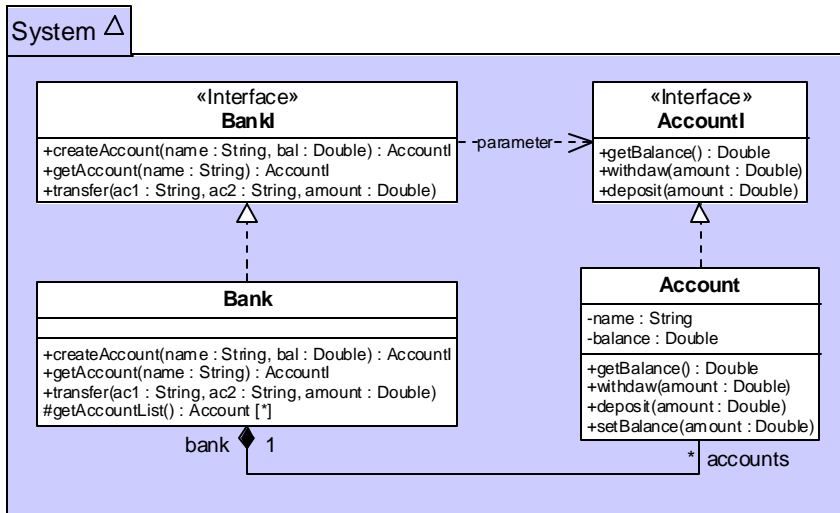 System
«Interface»
BankI
+createAccount(name : String, bal : Double) : AccountI
+getAccount(name : String) : AccountI
+transfer(ac1 : String, ac2 : String, amount : Double)
parameter
«Interface»
AccountI
+getBalance() : Double
+withdaw(amount : Double)
+deposit(amount : Double)
Bank
+createAccount(name : String, bal : Double) : AccountI
+getAccount(name : String) : AccountI
+transfer(ac1 : String, ac2 : String, amount : Double)
#getAccountList() : Account [*]
Account
-name : String
-balance : Double
+getBalance() : Double
+withdaw(amount : Double)
+deposit(amount : Double)
+setBalance(amount : Double)
bank 1
* accounts